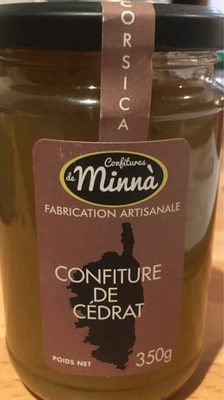 CORSICA
Confitures
de
Minnà
FABRICATION ARTISANALE
CONFITURE
DE
CÉDRAT
POIDS NET
350g